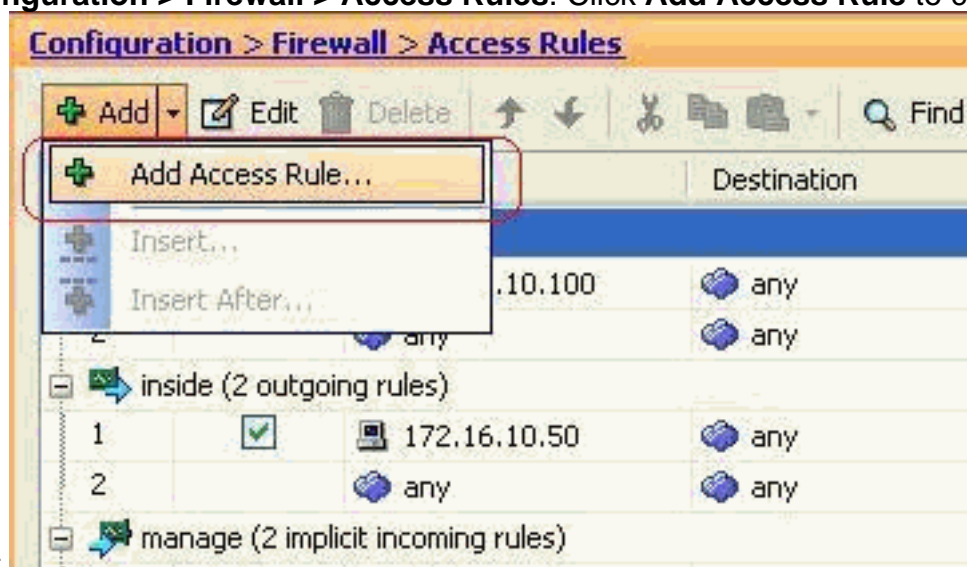 nfiguration > Firewall > Access Rules. Click Add Access Rule to c
Configuration > Firewall > Access Rules
Add Edit Delete Find
Add Access Rule... Destination
Insert...
Insert After... .10.100 any
2 any any
inside (2 outgoing rules)
1 172.16.10.50 any
2 any any
manage (2 implicit incoming rules)